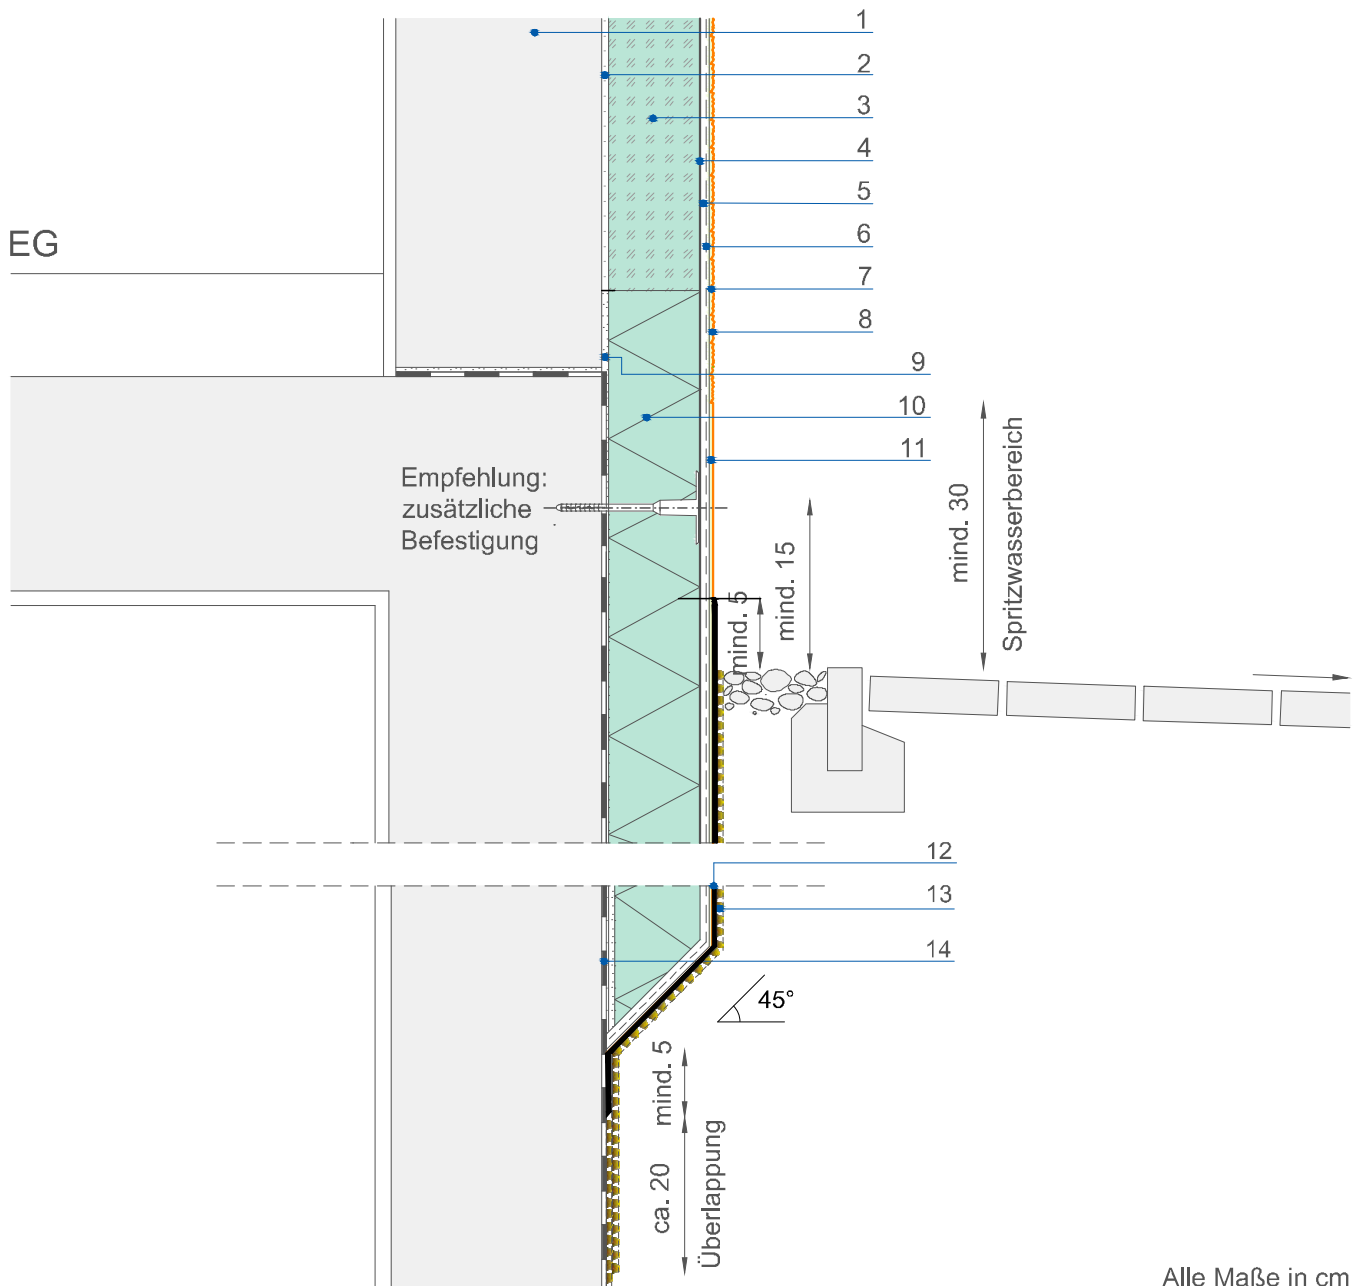 1
2
3
4
5
EG
6
7
8
9
10
11
Empfehlung:
zusätzliche
Befestigung
mind. 5
mind. 15
mind. 30
Spritzwasserbereich
12
13
14
45°
mind. 5
ca. 20
Überlappung
Alle Maße in cm